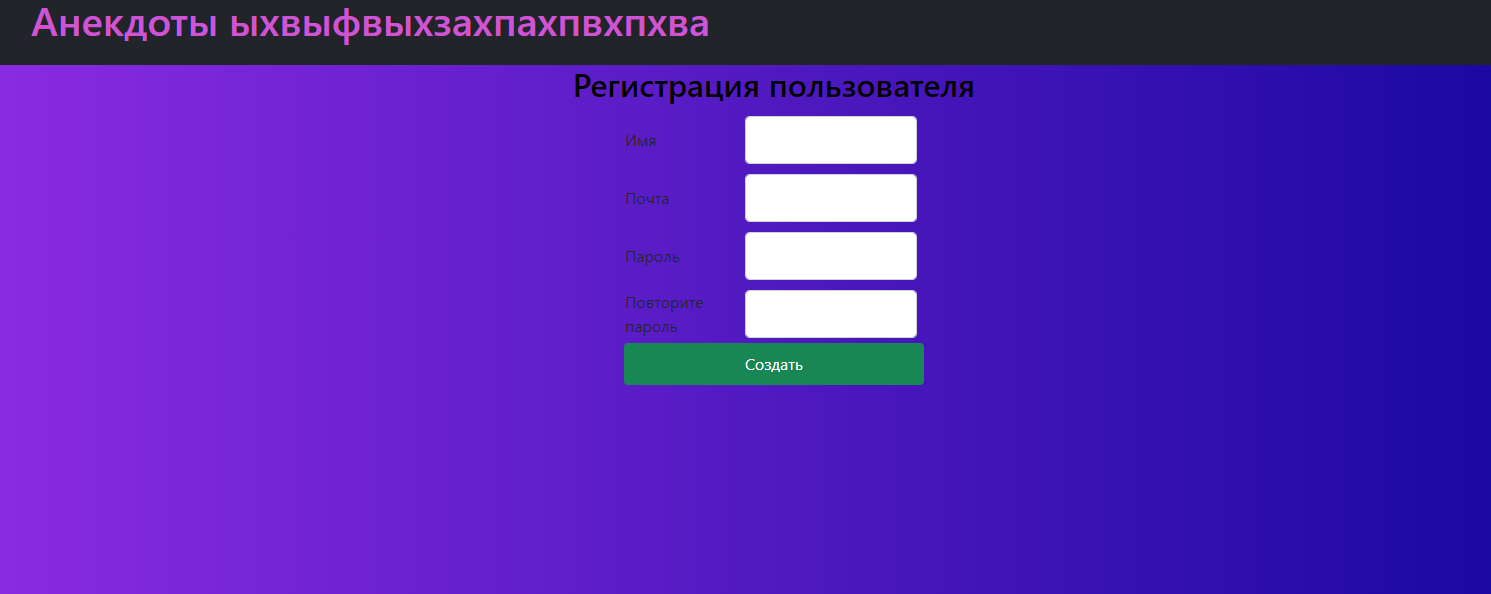 Анекдоты ыхвыфвыхзахпахпвхпхва
Регистрация пользователя
Имя
Почта
Пароль
Повторите
пароль
Создать